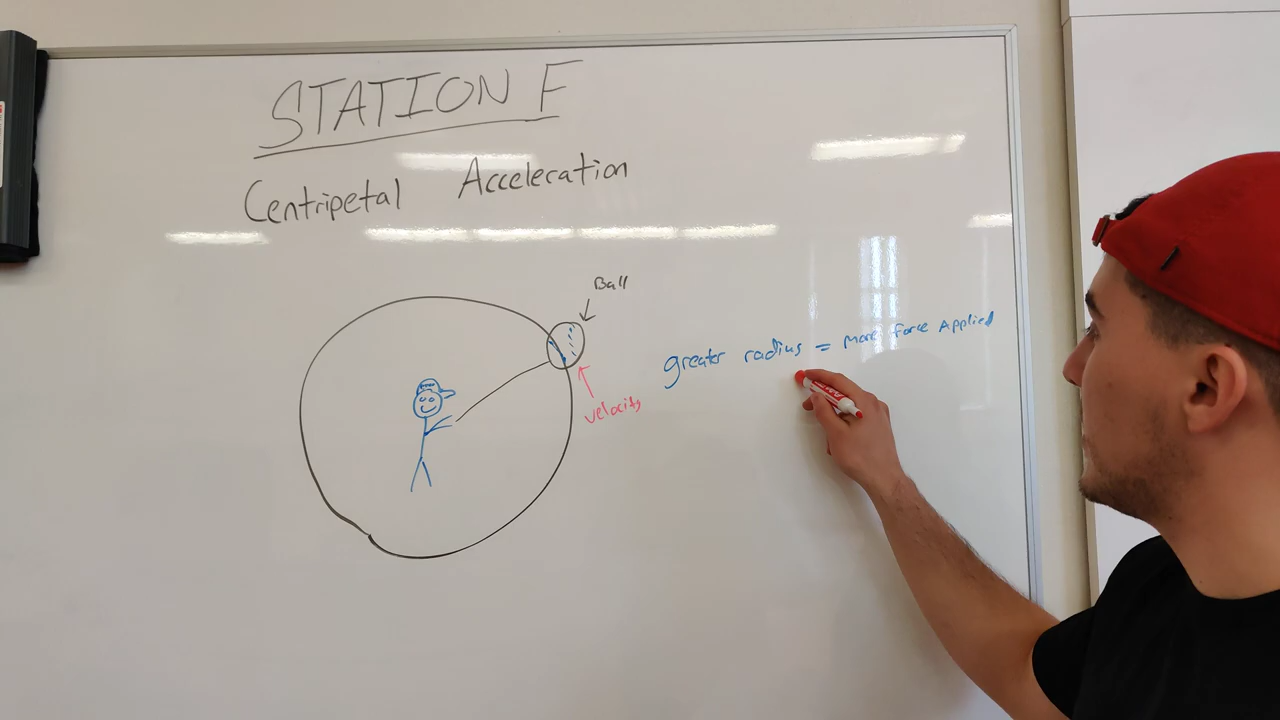 STATION F
Centripetal Acceleration
Ball
greater radius = more force Applied
velocity